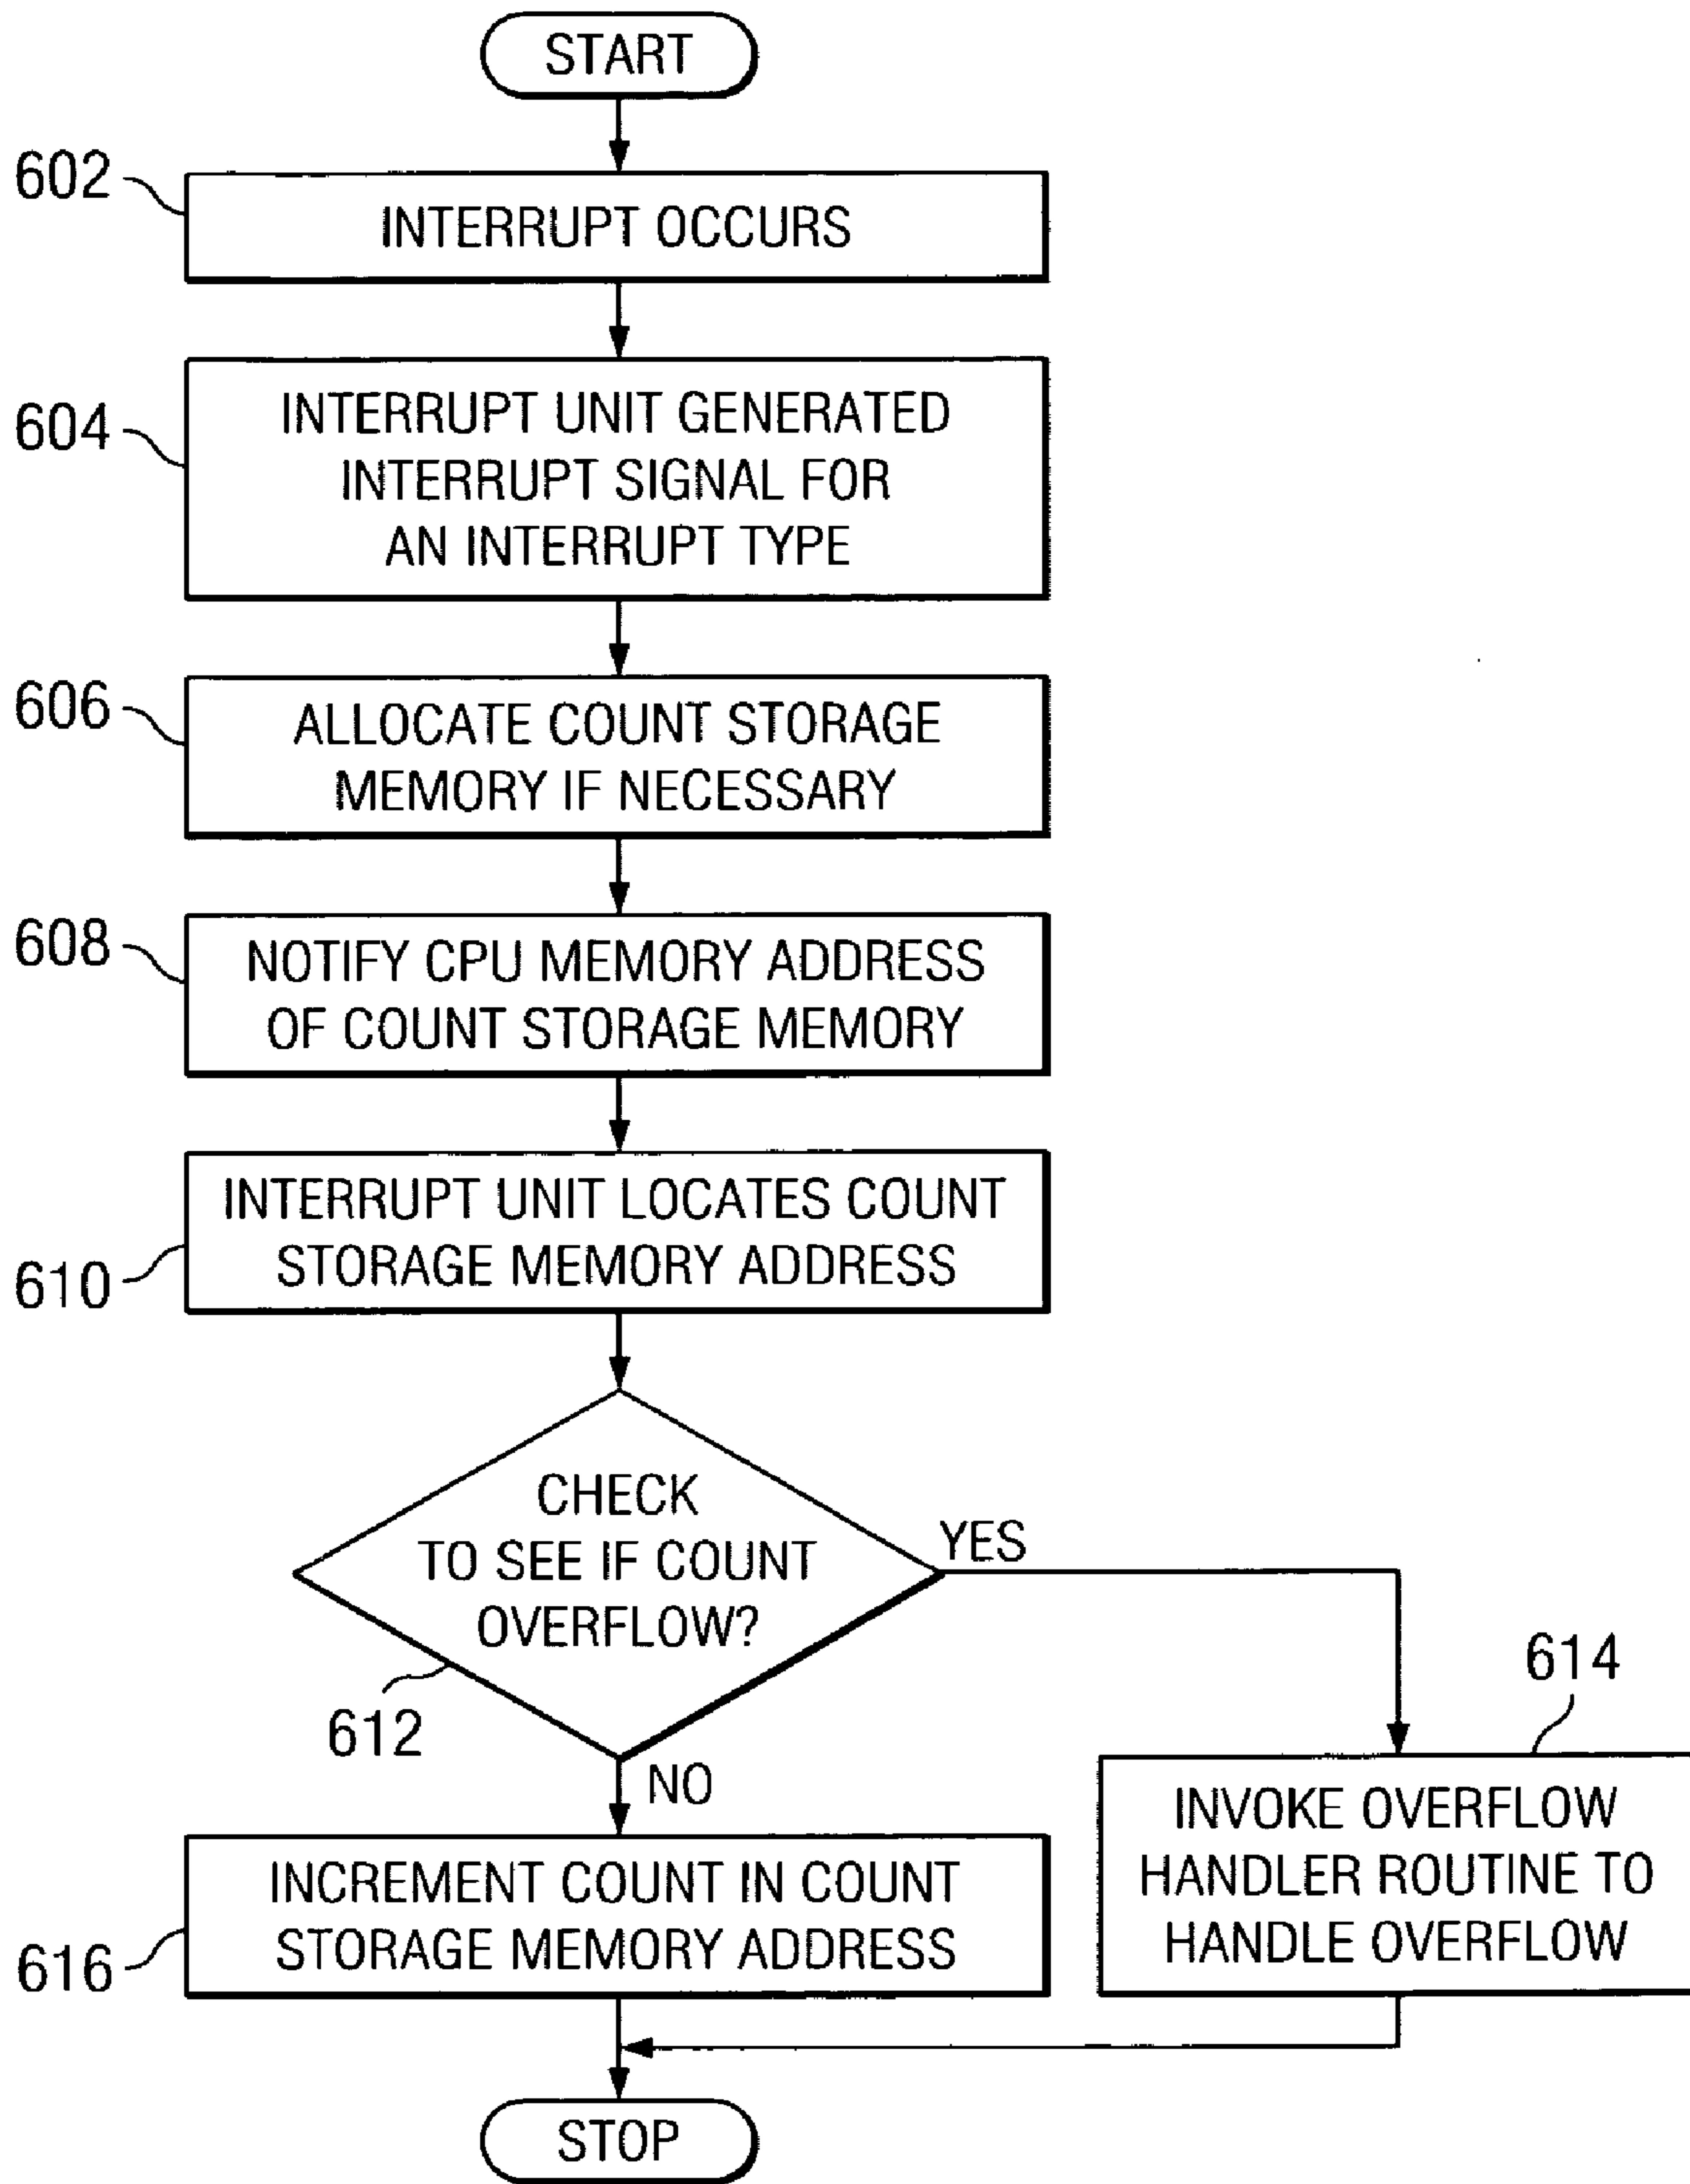 START
602
INTERRUPT OCCURS
604
INTERRUPT UNIT GENERATED
INTERRUPT SIGNAL FOR
AN INTERRUPT TYPE
606
ALLOCATE COUNT STORAGE
MEMORY IF NECESSARY
608
NOTIFY CPU MEMORY ADDRESS
OF COUNT STORAGE MEMORY
610
INTERRUPT UNIT LOCATES COUNT
STORAGE MEMORY ADDRESS
CHECK
TO SEE IF COUNT
OVERFLOW?
612
YES
NO
614
INVOKE OVERFLOW
HANDLER ROUTINE TO
HANDLE OVERFLOW
616
INCREMENT COUNT IN COUNT
STORAGE MEMORY ADDRESS
STOP